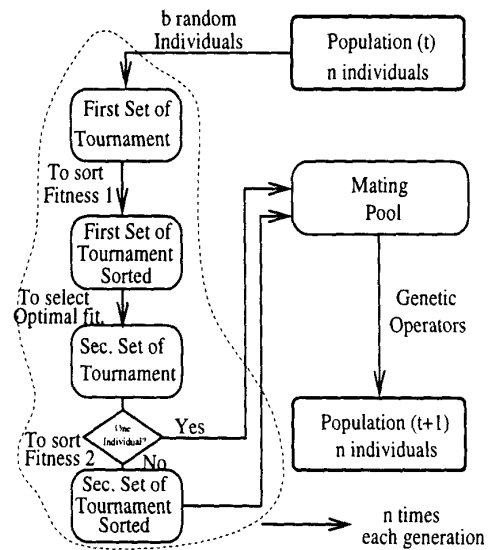 b random
Individuals
Population (t)
n individuals
First Set of
Tournament
To sort
Fitness 1
First Set of
Tournament
Sorted
To select
Optimal fit.
Sec. Set of
Tournament
One
Individual?
Yes
No
To sort
Fitness 2
Sec. Set of
Tournament
Sorted
Mating
Pool
Genetic
Operators
Population (t+1)
n individuals
n times
each generation